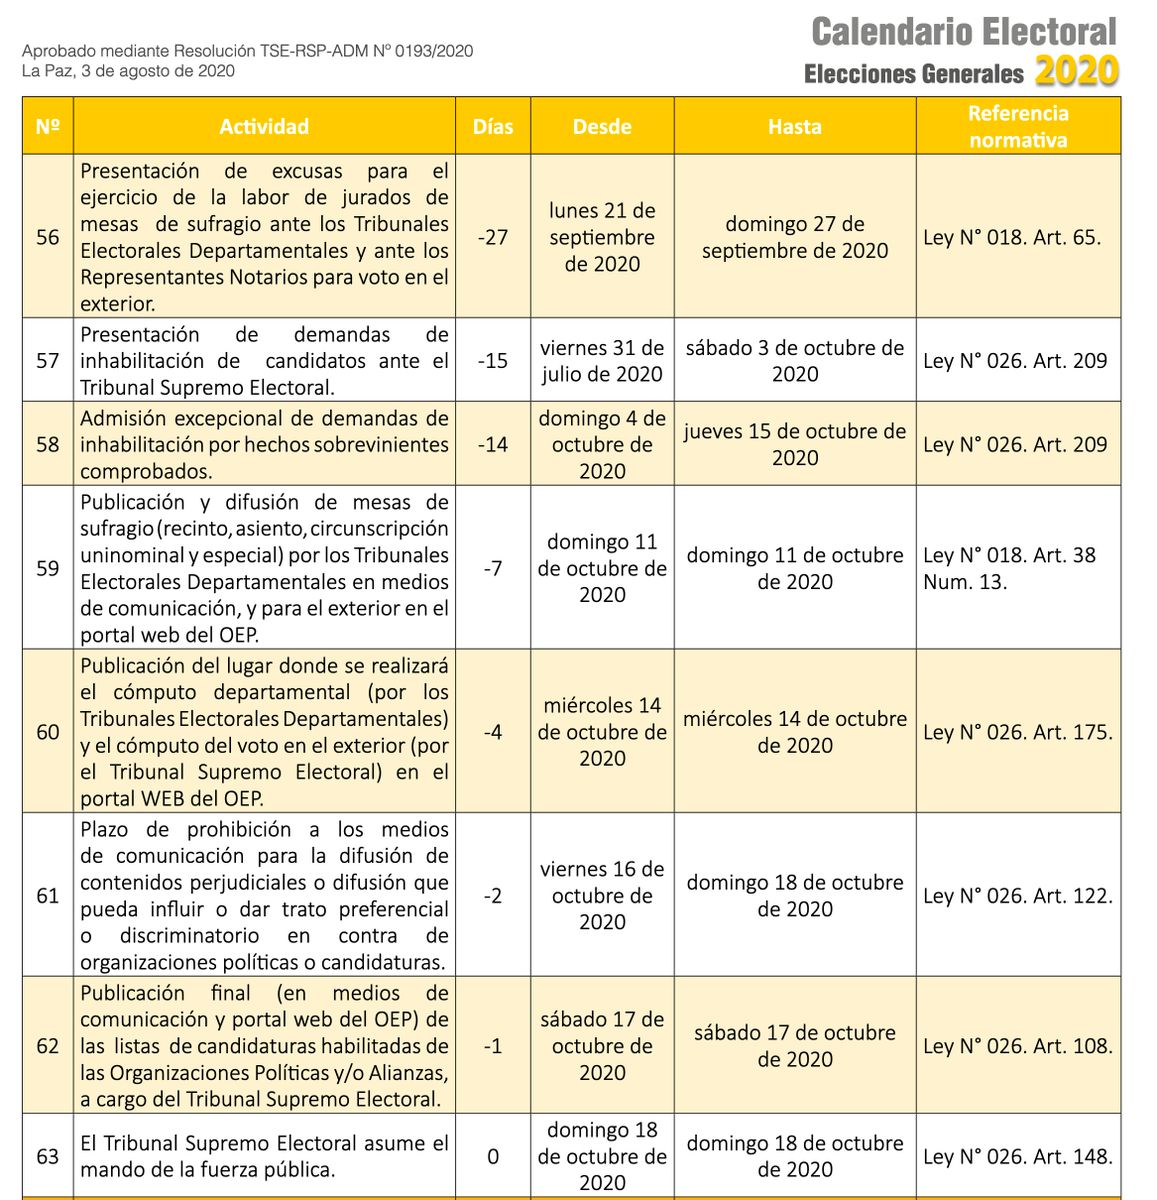 Calendario Electoral
Aprobado mediante Resolución TSE-RSP-ADM Nº 0193/2020
La Paz, 3 de agosto de 2020
Elecciones Generales 2020
Nº
Actividad
Días
Desde
Hasta
Referencia
normativa
56
Presentación de excusas para el
ejercicio de la labor de jurados de
mesas de sufragio ante los Tribunales
Electorales Departamentales y ante los
Representantes Notarios para voto en el
exterior.
-27
lunes 21 de
septiembre
de 2020
domingo 27 de
septiembre de 2020
Ley N° 018. Art. 65.
57
Presentación de demandas de
inhabilitación de candidatos ante el
Tribunal Supremo Electoral.
-15
viernes 31 de
julio de 2020
sábado 3 de octubre de
2020
Ley N° 026. Art. 209
58
Admisión excepcional de demandas de
inhabilitación por hechos sobrevinientes
comprobados.
-14
domingo 4 de
octubre de
2020
jueves 15 de octubre de
2020
Ley N° 026. Art. 209
59
Publicación y difusión de mesas de
sufragio (recinto, asiento, circunscripción
uninominal y especial) por los Tribunales
Electorales Departamentales en medios
de comunicación, y para el exterior en el
portal web del OEP.
-7
domingo 11
de octubre de
2020
domingo 11 de octubre
de 2020
Ley N° 018. Art. 38
Num. 13.
60
Publicación del lugar donde se realizará
el cómputo departamental (por los
Tribunales Electorales Departamentales)
y el cómputo del voto en el exterior (por
el Tribunal Supremo Electoral) en el
portal WEB del OEP.
-4
miércoles 14
de octubre de
2020
miércoles 14 de octubre
de 2020
Ley N° 026. Art. 175.
61
Plazo de prohibición a los medios
de comunicación para la difusión de
contenidos perjudiciales o difusión que
pueda influir o dar trato preferencial
o discriminatorio en contra de
organizaciones políticas o candidaturas.
-2
viernes 16 de
octubre de
2020
domingo 18 de octubre
de 2020
Ley N° 026. Art. 122.
62
Publicación final (en medios de
comunicación y portal web del OEP) de
las listas de candidaturas habilitadas de
las Organizaciones Políticas y/o Alianzas,
a cargo del Tribunal Supremo Electoral.
-1
sábado 17 de
octubre de
2020
sábado 17 de octubre
de 2020
Ley N° 026. Art. 108.
63
El Tribunal Supremo Electoral asume el
mando de la fuerza pública.
0
domingo 18
de octubre de
2020
domingo 18 de octubre
de 2020
Ley N° 026. Art. 148.